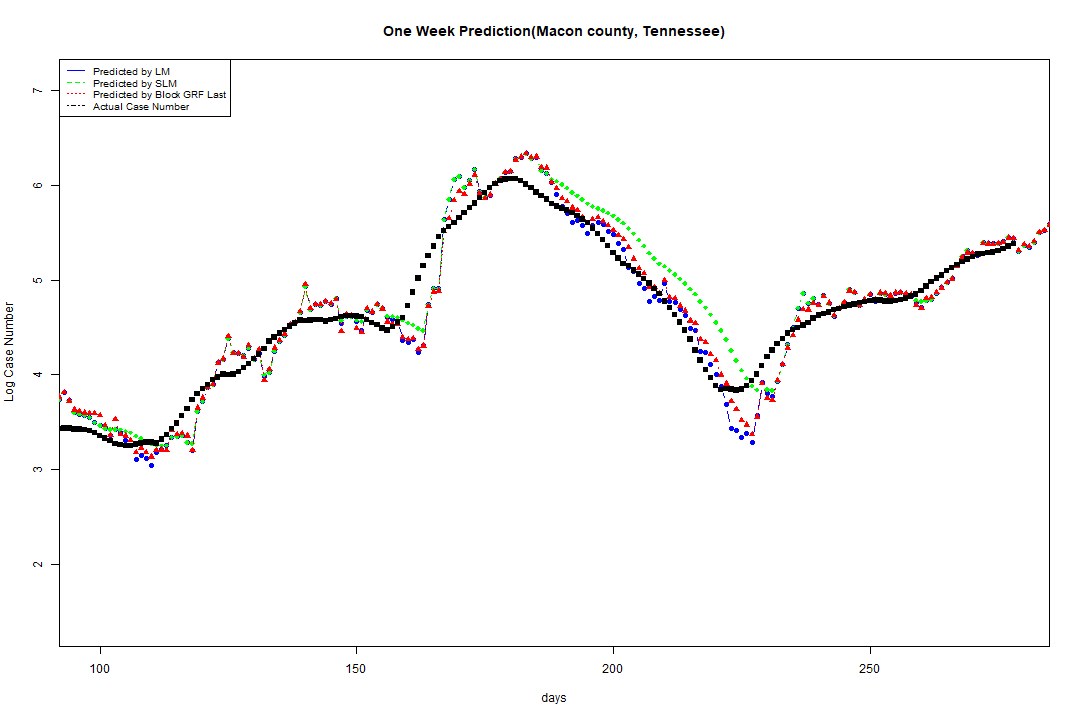 One Week Prediction(Macon county, Tennessee)
Predicted by LM
Predicted by SLM
Predicted by Block GRF Last
Actual Case Number
7
6
5
4
3
2
Log Case Number
100 150 200 250
days